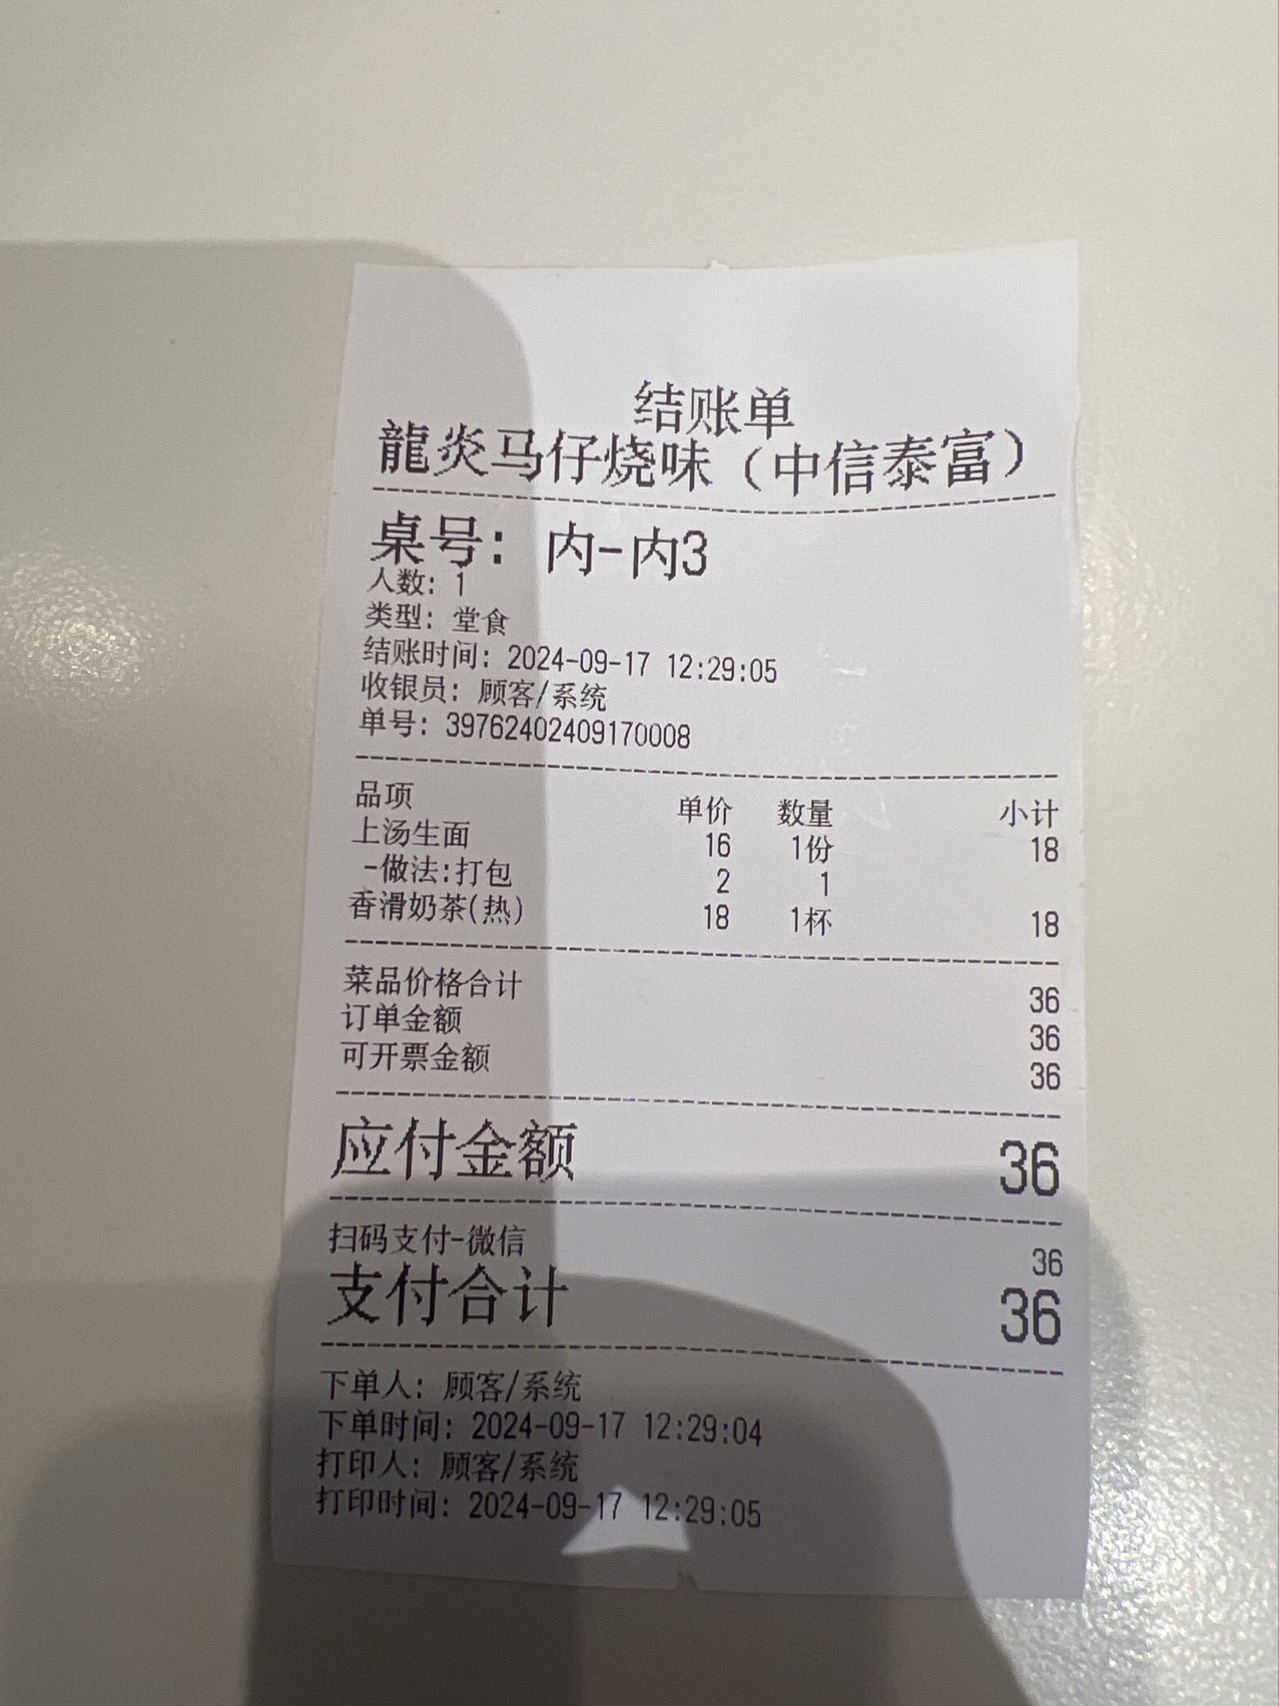 结账单
龍炎马仔烧味（中信泰富）
桌号: 内-内3
人数: 1
类型: 堂食
结账时间: 2024-09-17 12:29:05
收银员: 顾客/系统
单号: 39762402409170008
品项 单价 数量 小计
上汤生面 16 1份 18
-做法:打包 2 1
香滑奶茶(热) 18 1杯 18
菜品价格合计 36
订单金额 36
可开票金额 36
应付金额 36
扫码支付-微信 36
支付合计 36
下单人: 顾客/系统
下单时间: 2024-09-17 12:29:04
打印人: 顾客/系统
打印时间: 2024-09-17 12:29:05